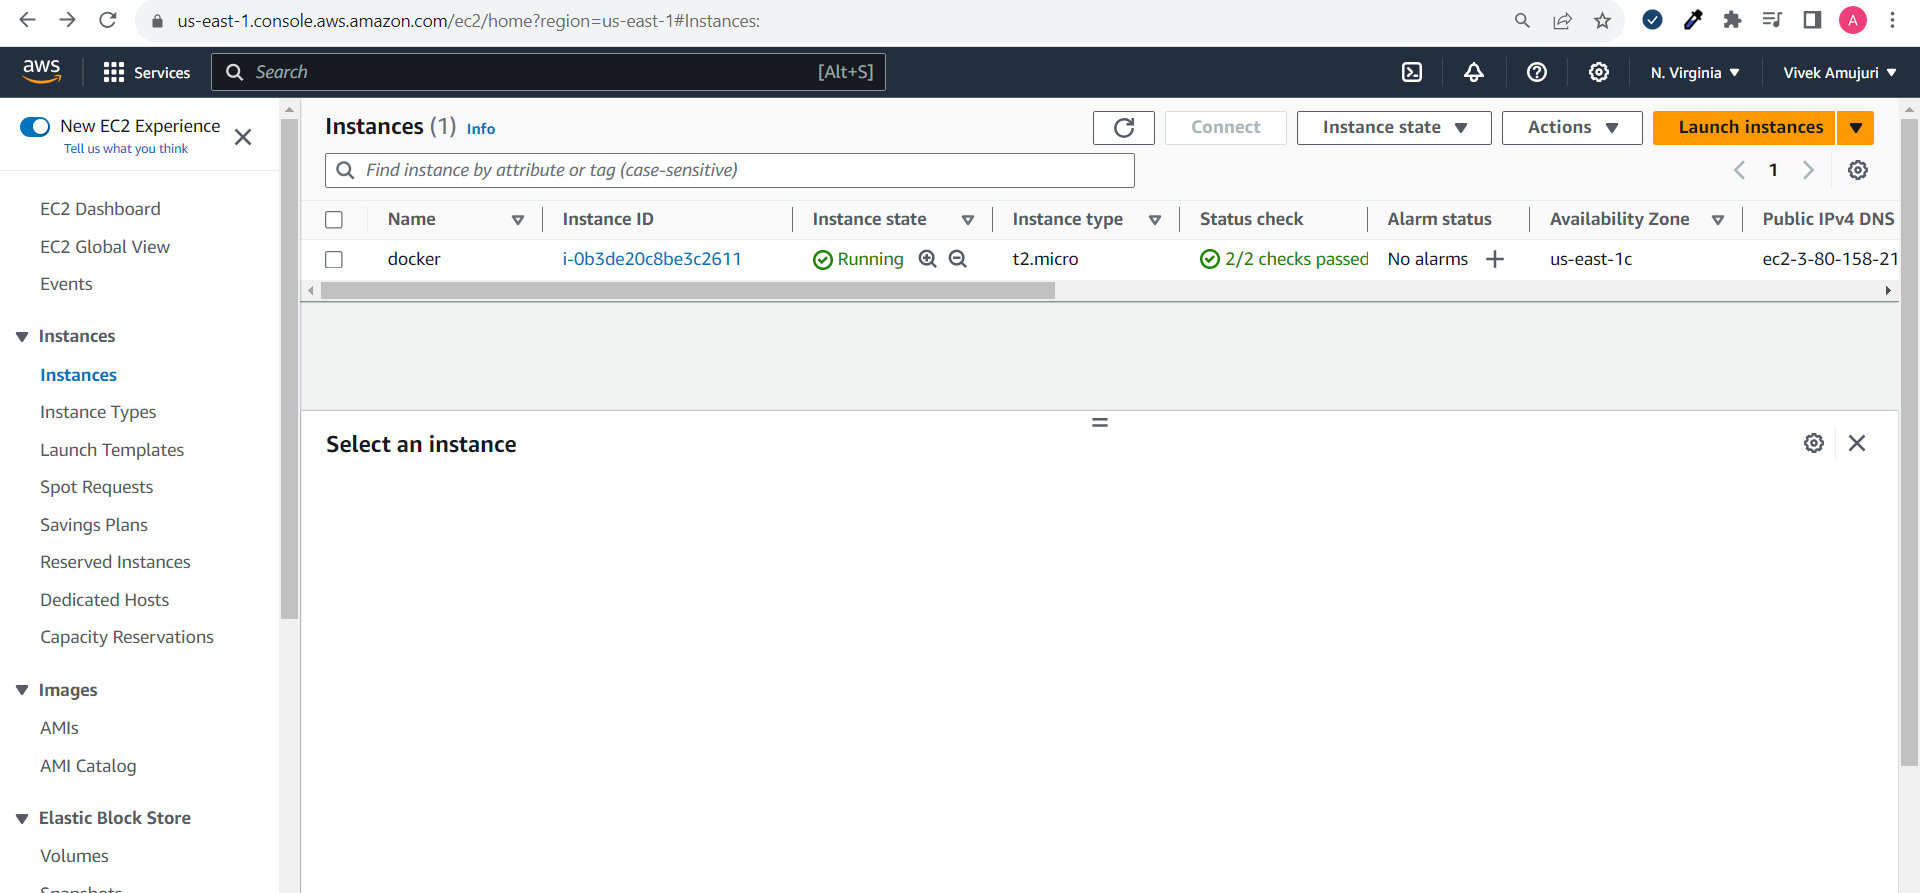 us-east-1.console.aws.amazon.com/ec2/home?region=us-east-1#Instances:
A
aws
Services
Search
[Alt+S]
N. Virginia
Vivek Amujuri
New EC2 Experience
Tell us what you think
EC2 Dashboard
EC2 Global View
Events
Instances
Instances
Instance Types
Launch Templates
Spot Requests
Savings Plans
Reserved Instances
Dedicated Hosts
Capacity Reservations
Images
AMIs
AMI Catalog
Elastic Block Store
Volumes
Snapshots
Instances (1) Info
Connect
Instance state
Actions
Launch instances
Find instance by attribute or tag (case-sensitive)
1
Name Instance ID Instance state Instance type Status check Alarm status Availability Zone Public IPv4 DNS
docker i-0b3de20c8be3c2611 Running t2.micro 2/2 checks passed No alarms us-east-1c ec2-3-80-158-21
Select an instance